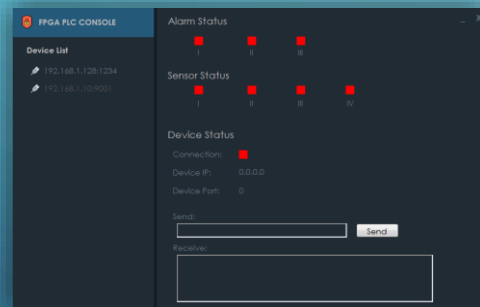 FPGA PLC CONSOLE
Device List
192.168.1.128:1234
192.168.1.10:9001
Alarm Status
I II III
Sensor Status
I II III IV
Device Status
Connection:
Device IP: 0.0.0.0
Device Port: 0
Send:
Send
Receive: